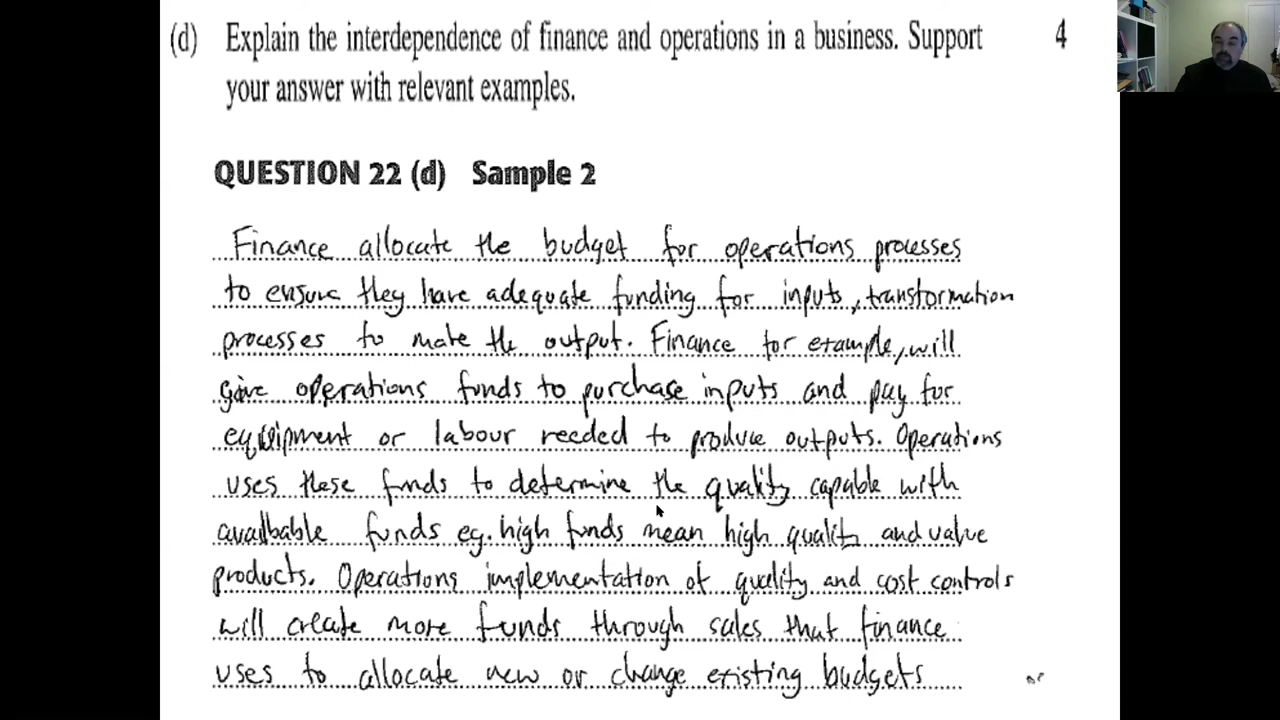 (d) Explain the interdependence of finance and operations in a business. Support 4
your answer with relevant examples.
QUESTION 22 (d) Sample 2
Finance allocate the budget for operations processes
to ensure they have adequate funding for inputs, transformation
processes to make the output. Finance for example, will
give operations funds to purchase inputs and pay for
equipment or labour needed to produce outputs. Operations
uses these funds to determine the quality capable with
available funds eg. high funds mean high quality and value
products. Operations implementation of quality and cost controls
will create more funds through sales that finance
uses to allocate new or change existing budgets